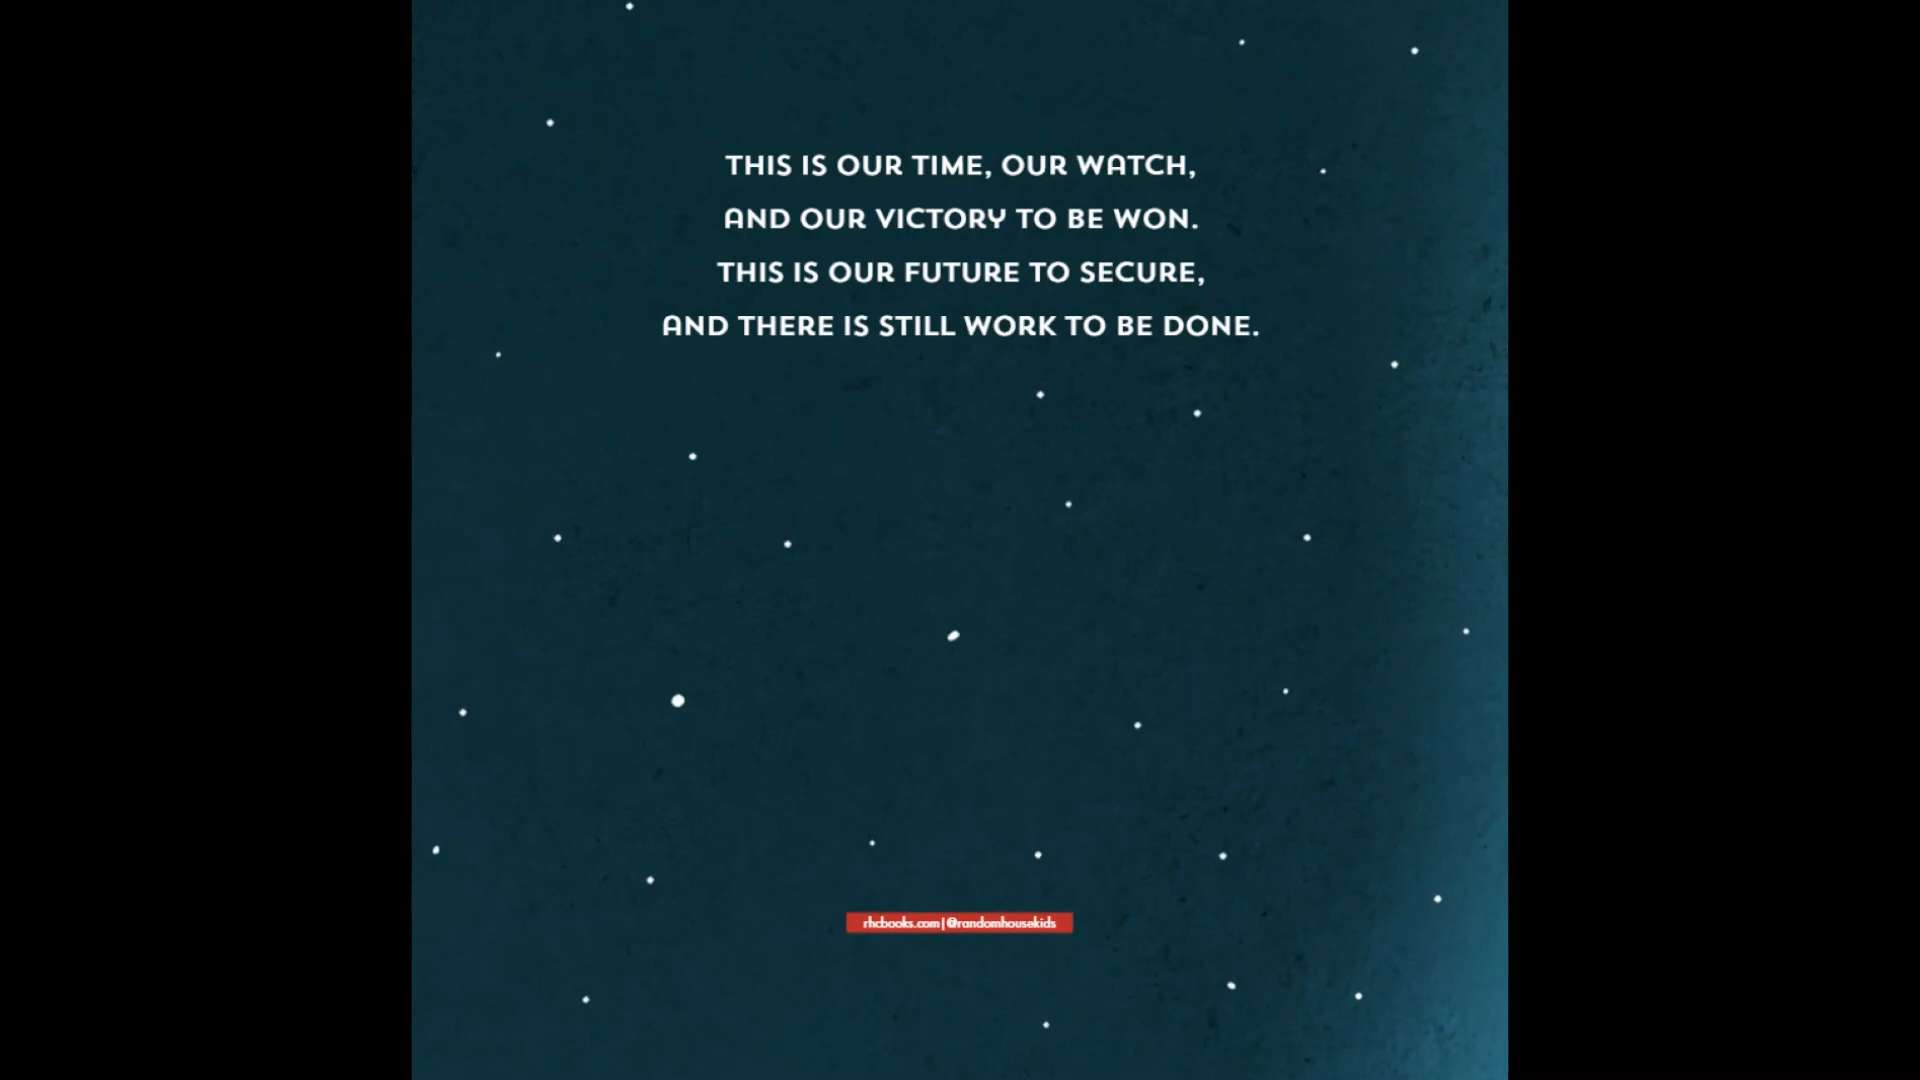 THIS IS OUR TIME, OUR WATCH,
AND OUR VICTORY TO BE WON.
THIS IS OUR FUTURE TO SECURE,
AND THERE IS STILL WORK TO BE DONE.
rhcbooks.com|@randomhousekids